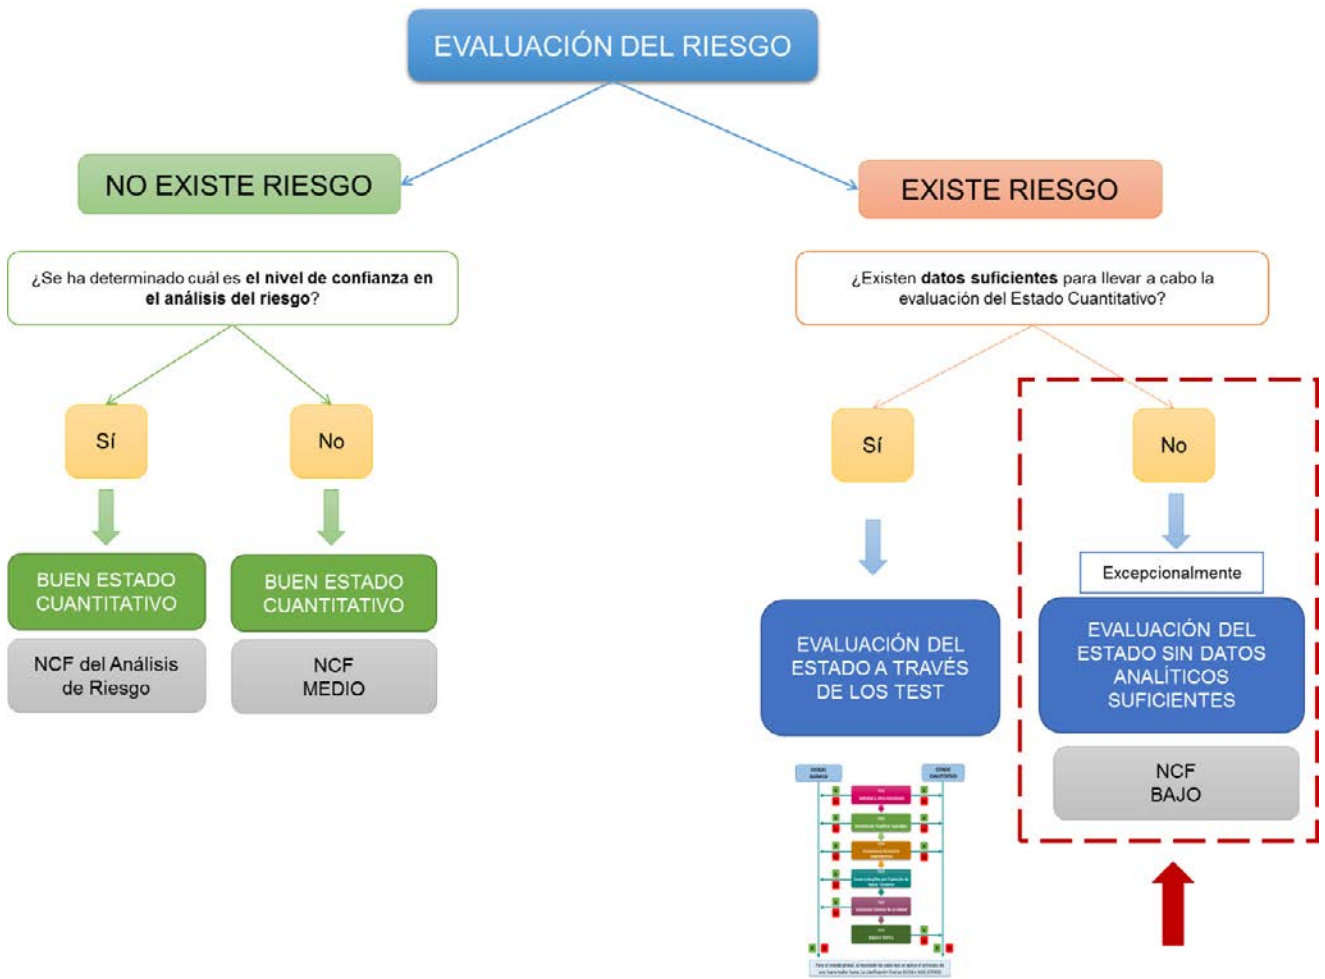 EVALUACIÓN DEL RIESGO
NO EXISTE RIESGO
EXISTE RIESGO
¿Se ha determinado cuál es el nivel de confianza en
el análisis del riesgo?
¿Existen datos suficientes para llevar a cabo la
evaluación del Estado Cuantitativo?
Sí
No
Sí
No
Excepcionalmente
BUEN ESTADO
CUANTITATIVO
BUEN ESTADO
CUANTITATIVO
NCF del Análisis
de Riesgo
NCF
MEDIO
EVALUACIÓN DEL
ESTADO A TRAVÉS
DE LOS TEST
EVALUACIÓN DEL
ESTADO SIN DATOS
ANALÍTICOS
SUFICIENTES
NCF
BAJO